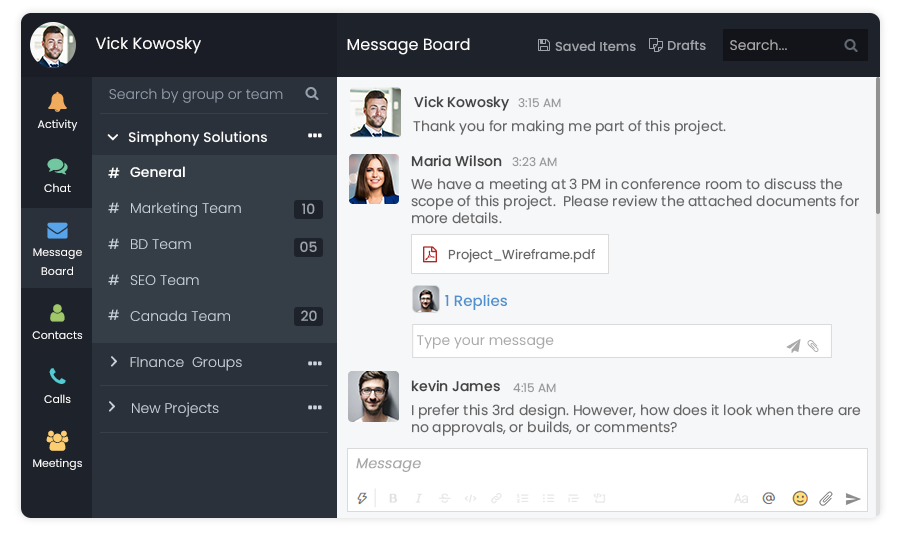 Vick Kowosky
Message Board
Saved Items
Drafts
Search...
Activity
Chat
Message
Board
Contacts
Calls
Meetings
Search by group or team
Simphony Solutions
# General
# Marketing Team 10
# BD Team 05
# SEO Team
# Canada Team 20
FInance Groups
New Projects
Vick Kowosky 3:15 AM
Thank you for making me part of this project.
Maria Wilson 3:23 AM
We have a meeting at 3 PM in conference room to discuss the
scope of this project. Please review the attached documents for
more details.
Project_Wireframe.pdf
1 Replies
Type your message
kevin James 4:15 AM
I prefer this 3rd design. However, how does it look when there are
no approvals, or builds, or comments?
Message
B I S Aa @